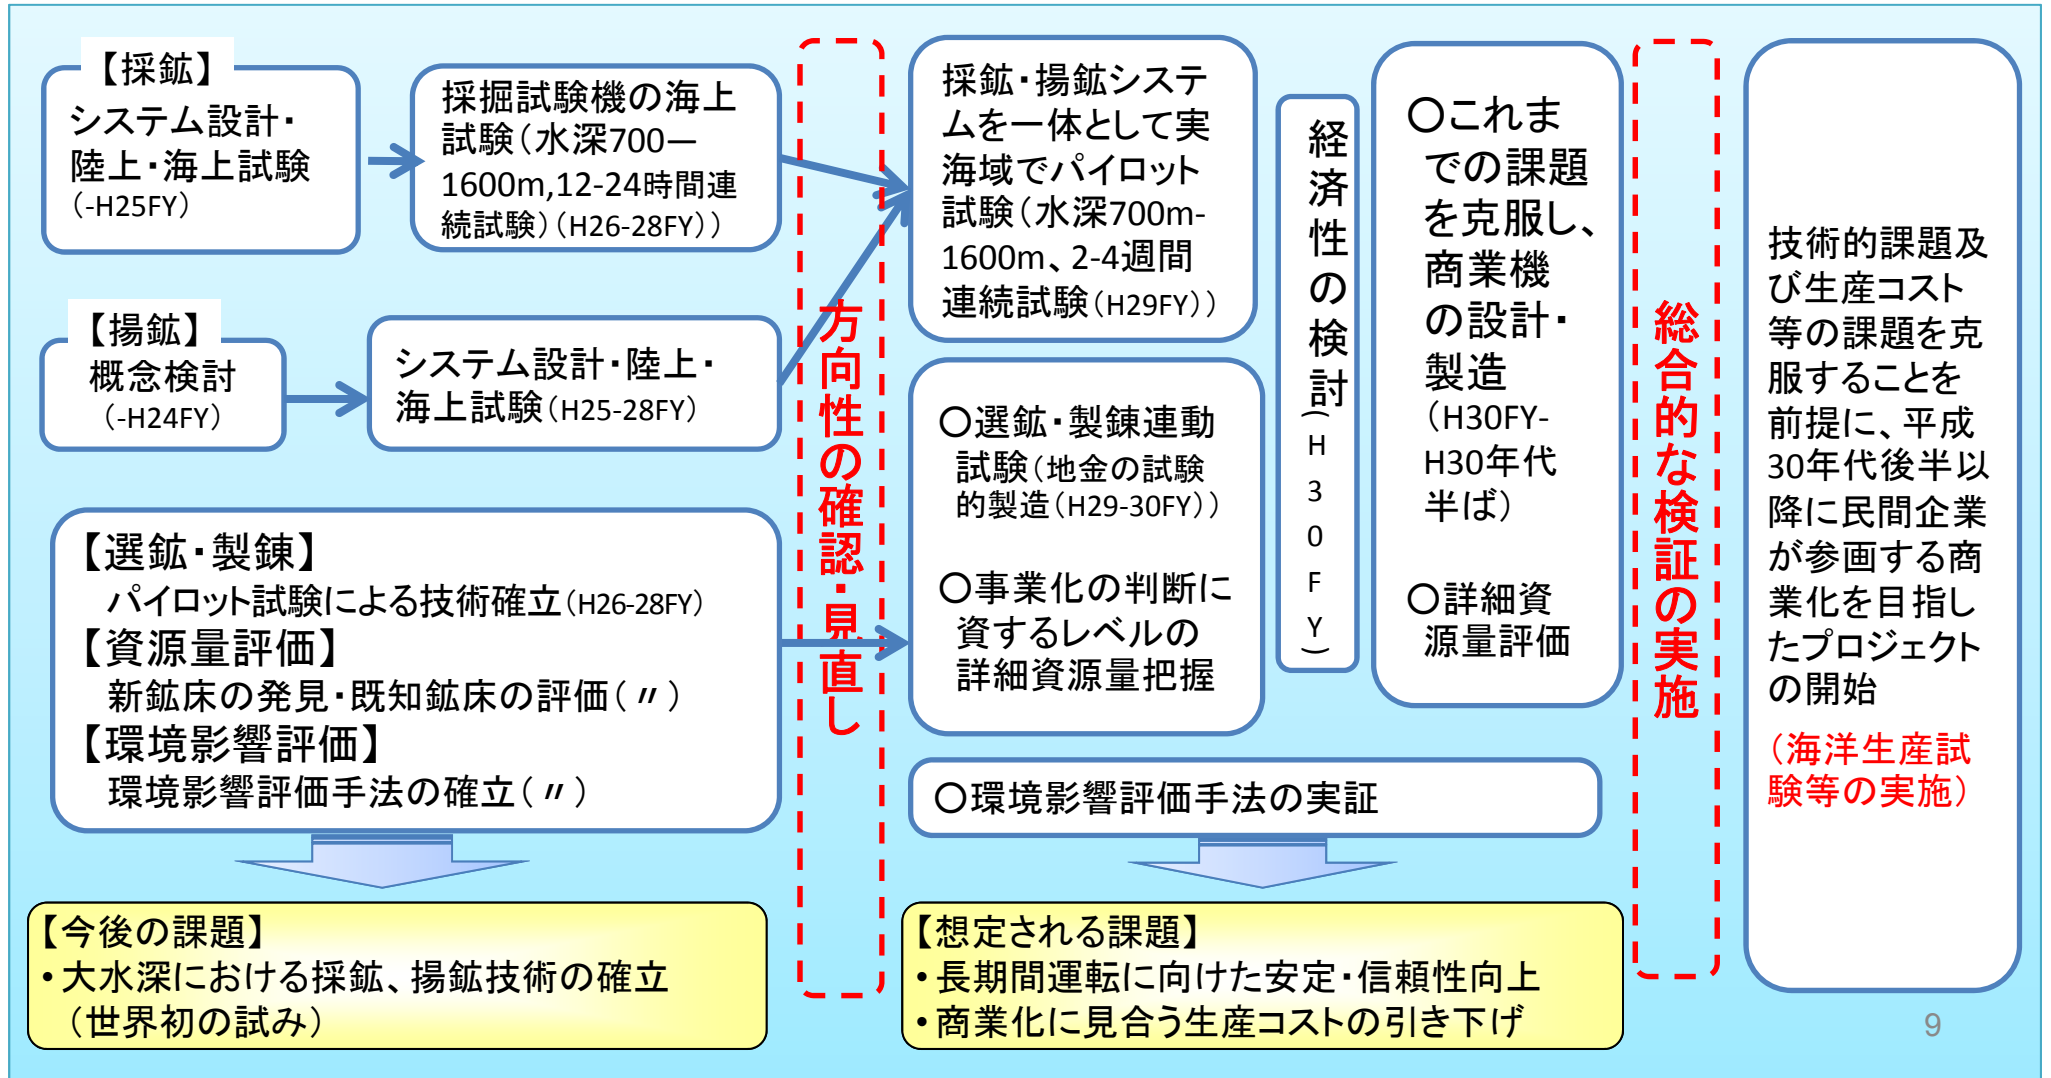 【採鉱】
システム設計・
陸上・海上試験
（-H25FY）
採掘試験機の海上
試験（水深700―
1600m,12-24時間連
続試験）（H26-28FY））
【揚鉱】
概念検討
（-H24FY）
システム設計・陸上・
海上試験（H25-28FY）
【選鉱・製錬】
パイロット試験による技術確立（H26-28FY）
【資源量評価】
新鉱床の発見・既知鉱床の評価（〃）
【環境影響評価】
環境影響評価手法の確立（〃）
【今後の課題】
・大水深における採鉱、揚鉱技術の確立
（世界初の試み）
方向性の確認・見直し
採鉱・揚鉱システ
ムを一体として実
海域でパイロット
試験（水深700m-
1600m、2-4週間
連続試験（H29FY））
〇選鉱・製錬連動
試験（地金の試験
的製造（H29-30FY））
〇事業化の判断に
資するレベルの
詳細資源量把握
経済性の検討（H30FY）
〇これま
での課題
を克服し、
商業機
の設計・
製造
（H30FY-
H30年代
半ば）
〇詳細資
源量評価
〇環境影響評価手法の実証
【想定される課題】
・長期間運転に向けた安定・信頼性向上
・商業化に見合う生産コストの引き下げ
総合的な検証の実施
技術的課題及
び生産コスト
等の課題を克
服することを
前提に、平成
30年代後半以
降に民間企業
が参画する商
業化を目指し
たプロジェクト
の開始
（海洋生産試
験等の実施）
9